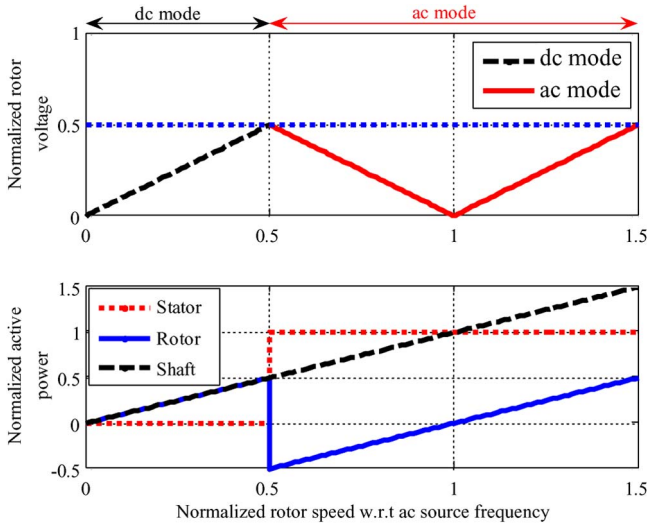 dc mode
ac mode
Normalized rotor
voltage
1
0.5
0
dc mode
ac mode
0
0.5
1
1.5
Normalized active
power
1.5
1
0.5
0
-0.5
Stator
Rotor
Shaft
0
0.5
1
1.5
Normalized rotor speed w.r.t ac source frequency